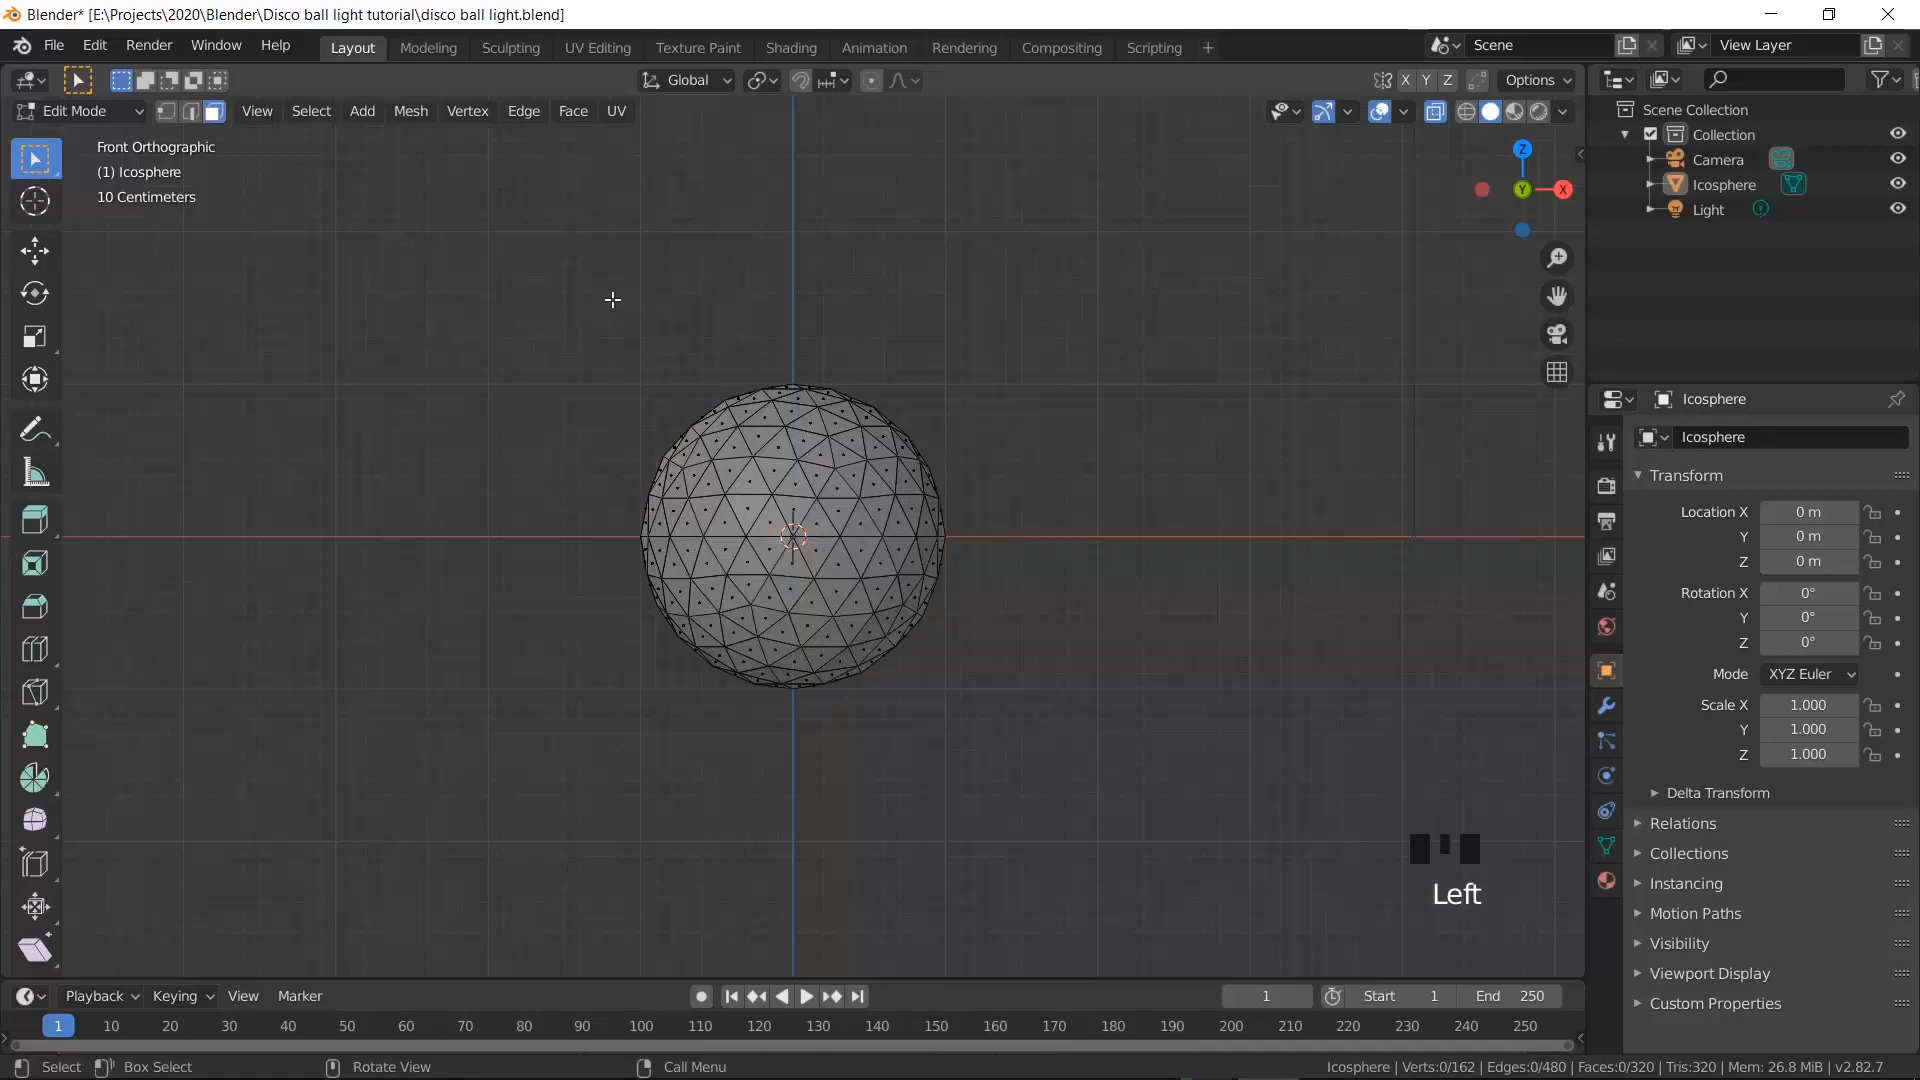 Blender* [E:\Projects\2020\Blender\Disco ball light tutorial\disco ball light.blend]
File Edit Render Window Help Layout Modeling Sculpting UV Editing Texture Paint Shading Animation Rendering Compositing Scripting + Scene View Layer
Global X Y Z Options
Edit Mode View Select Add Mesh Vertex Edge Face UV
Front Orthographic
(1) Icosphere
10 Centimeters
Z
Y
X
Scene Collection
Collection
Camera
Icosphere
Light
Icosphere
Icosphere
Transform
Location X 0 m
Y 0 m
Z 0 m
Rotation X 0°
Y 0°
Z 0°
Mode XYZ Euler
Scale X 1.000
Y 1.000
Z 1.000
Delta Transform
Relations
Collections
Instancing
Motion Paths
Visibility
Viewport Display
Custom Properties
Left
Playback Keying View Marker 1 Start 1 End 250
1 10 20 30 40 50 60 70 80 90 100 110 120 130 140 150 160 170 180 190 200 210 220 230 240 250
Select Box Select Rotate View Call Menu Icosphere | Verts:0/162 | Edges:0/480 | Faces:0/320 | Tris:320 | Mem: 26.8 MiB | v2.82.7